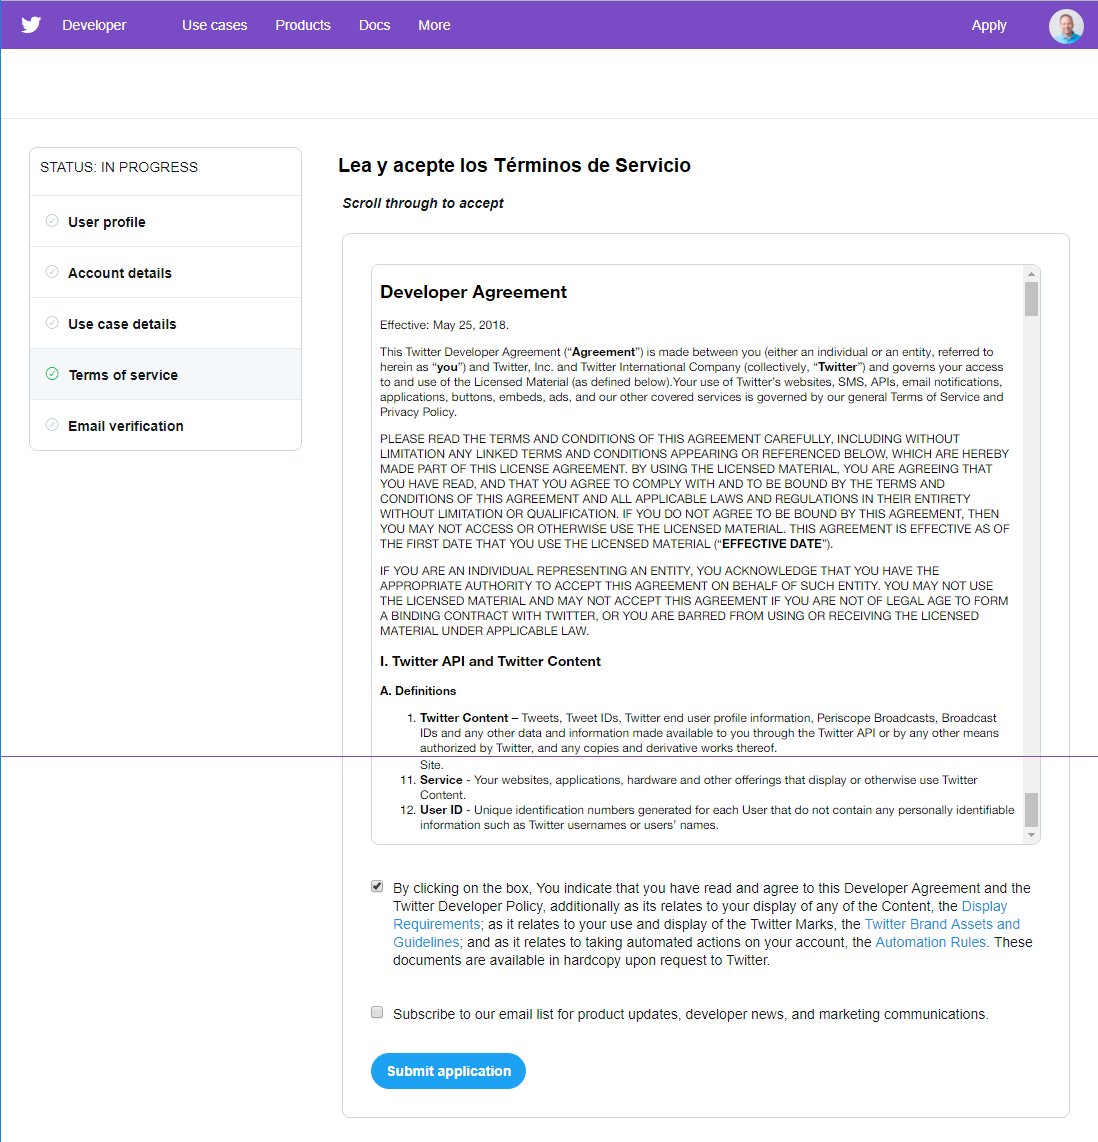 Developer Use cases Products Docs More Apply
STATUS: IN PROGRESS
User profile
Account details
Use case details
Terms of service
Email verification
Lea y acepte los Términos de Servicio
Scroll through to accept
Developer Agreement
Effective: May 25, 2018.
This Twitter Developer Agreement (“Agreement”) is made between you (either an individual or an entity, referred to
herein as “you”) and Twitter, Inc. and Twitter International Company (collectively, “Twitter”) and governs your access
to and use of the Licensed Material (as defined below).Your use of Twitter’s websites, SMS, APIs, email notifications,
applications, buttons, embeds, ads, and our other covered services is governed by our general Terms of Service and
Privacy Policy.
PLEASE READ THE TERMS AND CONDITIONS OF THIS AGREEMENT CAREFULLY, INCLUDING WITHOUT
LIMITATION ANY LINKED TERMS AND CONDITIONS APPEARING OR REFERENCED BELOW, WHICH ARE HEREBY
MADE PART OF THIS LICENSE AGREEMENT. BY USING THE LICENSED MATERIAL, YOU ARE AGREEING THAT
YOU HAVE READ, AND THAT YOU AGREE TO COMPLY WITH AND TO BE BOUND BY THE TERMS AND
CONDITIONS OF THIS AGREEMENT AND ALL APPLICABLE LAWS AND REGULATIONS IN THEIR ENTIRETY
WITHOUT LIMITATION OR QUALIFICATION. IF YOU DO NOT AGREE TO BE BOUND BY THIS AGREEMENT, THEN
YOU MAY NOT ACCESS OR OTHERWISE USE THE LICENSED MATERIAL. THIS AGREEMENT IS EFFECTIVE AS OF
THE FIRST DATE THAT YOU USE THE LICENSED MATERIAL (“EFFECTIVE DATE”).
IF YOU ARE AN INDIVIDUAL REPRESENTING AN ENTITY, YOU ACKNOWLEDGE THAT YOU HAVE THE
APPROPRIATE AUTHORITY TO ACCEPT THIS AGREEMENT ON BEHALF OF SUCH ENTITY. YOU MAY NOT USE
THE LICENSED MATERIAL AND MAY NOT ACCEPT THIS AGREEMENT IF YOU ARE NOT OF LEGAL AGE TO FORM
A BINDING CONTRACT WITH TWITTER, OR YOU ARE BARRED FROM USING OR RECEIVING THE LICENSED
MATERIAL UNDER APPLICABLE LAW.
I. Twitter API and Twitter Content
A. Definitions
1. Twitter Content – Tweets, Tweet IDs, Twitter end user profile information, Periscope Broadcasts, Broadcast
IDs and any other data and information made available to you through the Twitter API or by any other means
authorized by Twitter, and any copies and derivative works thereof.
Site.
11. Service - Your websites, applications, hardware and other offerings that display or otherwise use Twitter
Content.
12. User ID - Unique identification numbers generated for each User that do not contain any personally identifiable
information such as Twitter usernames or users’ names.
By clicking on the box, You indicate that you have read and agree to this Developer Agreement and the
Twitter Developer Policy, additionally as its relates to your display of any of the Content, the Display
Requirements; as it relates to your use and display of the Twitter Marks, the Twitter Brand Assets and
Guidelines; and as it relates to taking automated actions on your account, the Automation Rules. These
documents are available in hardcopy upon request to Twitter.
Subscribe to our email list for product updates, developer news, and marketing communications.
Submit application